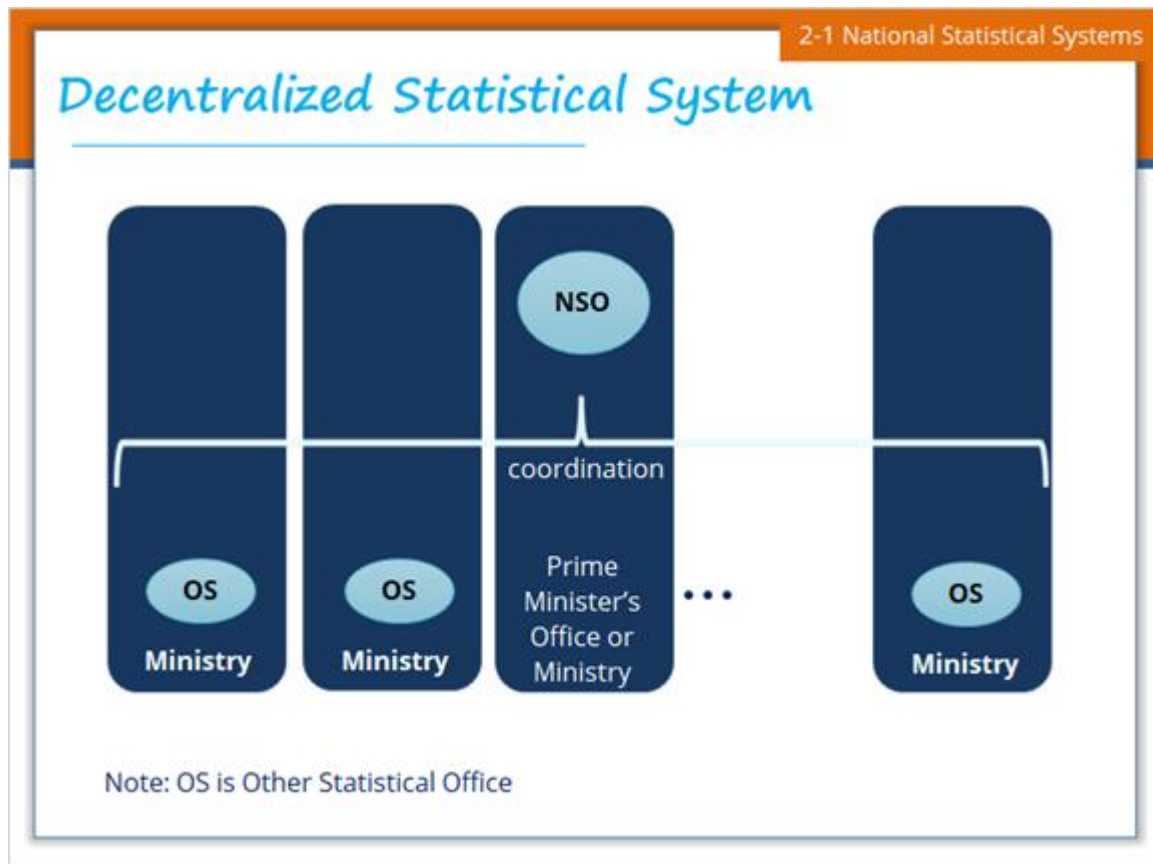 2-1 National Statistical Systems
Decentralized Statistical System
NSO
coordination
OS
Ministry
OS
Ministry
Prime
Minister’s
Office or
Ministry
•••
OS
Ministry
Note: OS is Other Statistical Office